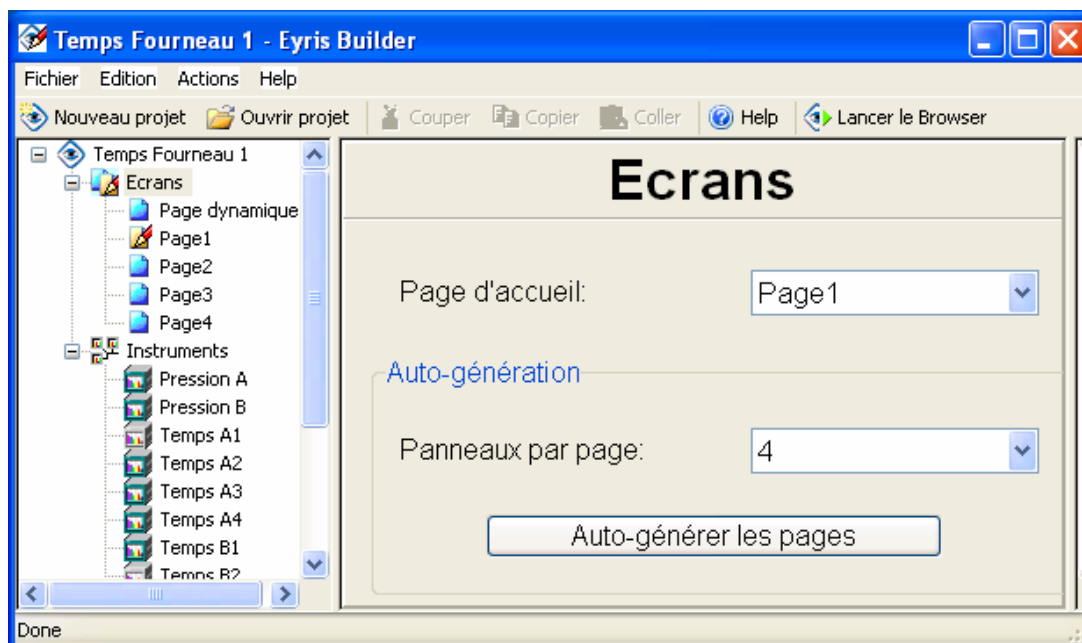 Temps Fourneau 1 - Eyris Builder
Fichier Edition Actions Help
Nouveau projet Ouvrir projet Couper Copier Coller Help Lancer le Browser
Temps Fourneau 1
Ecrans
Page dynamique
Page1
Page2
Page3
Page4
Instruments
Pression A
Pression B
Temps A1
Temps A2
Temps A3
Temps A4
Temps B1
Temps B2
Ecrans
Page d'accueil: Page1
Auto-génération
Panneaux par page: 4
Auto-générer les pages
Done